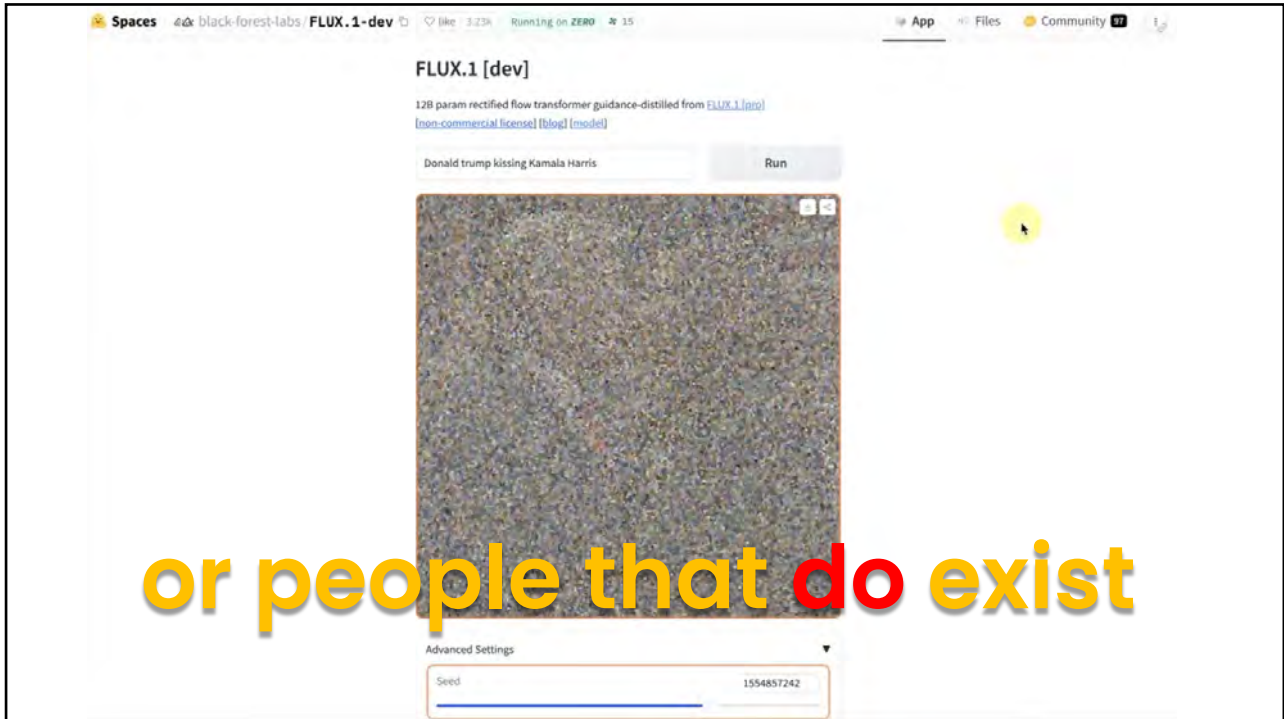 Spaces black-forest-labs/FLUX.1-dev like 3.23k Running on ZERO 15 App Files Community 97
FLUX.1 [dev]
12B param rectified flow transformer guidance-distilled from FLUX.1 [pro]
[non-commercial license] [blog] [model]
Donald trump kissing Kamala Harris Run
or people that do exist
Advanced Settings
Seed 1554857242